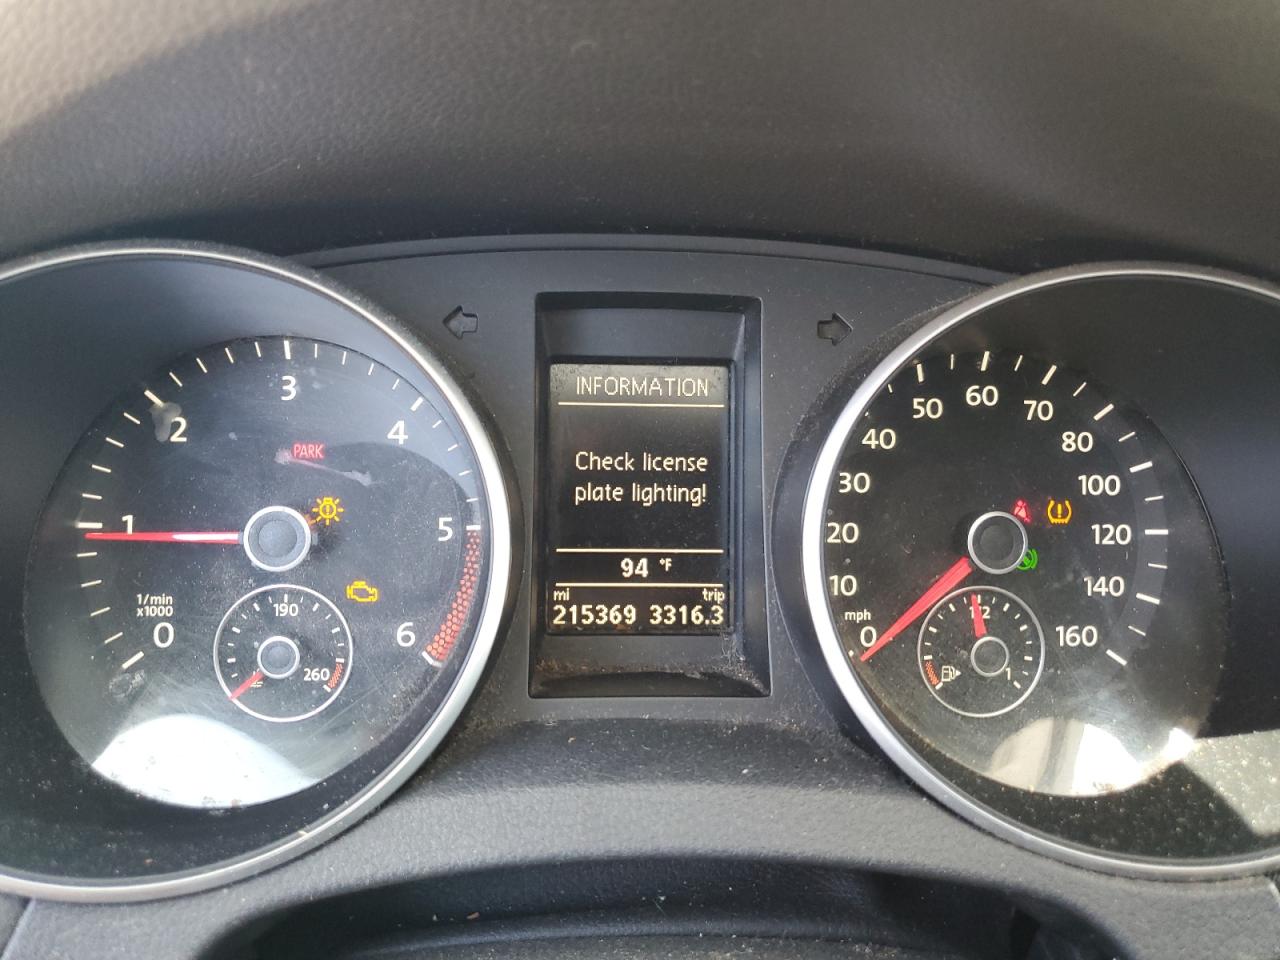 3
2
4
PARK
1
5
1/min
x1000
0
6
190
260
INFORMATION
Check license
plate lighting!
94 °F
mi trip
215369 3316.3
60
50
70
40
80
30
100
20
120
10
140
mph
0
160
1/2
1